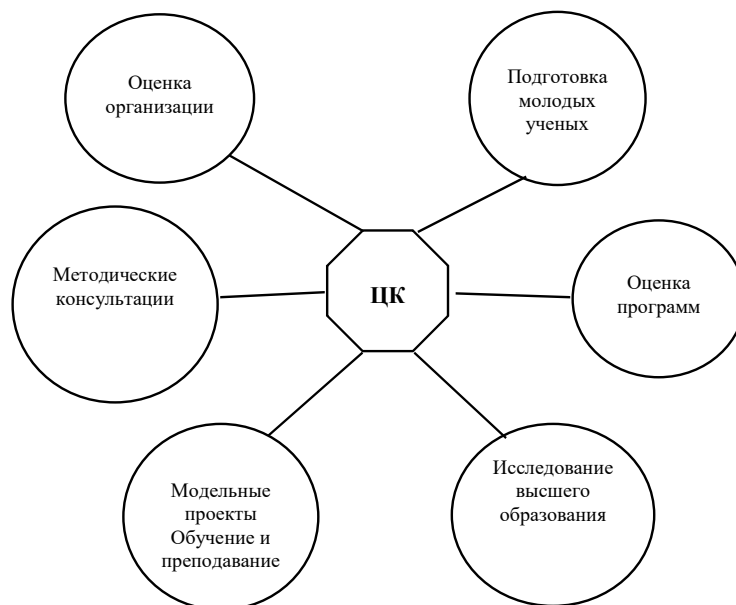 Оценка
организации
Подготовка
молодых
ученых
Методические
консультации
ЦК
Оценка
программ
Модельные
проекты
Обучение и
преподавание
Исследование
высшего
образования